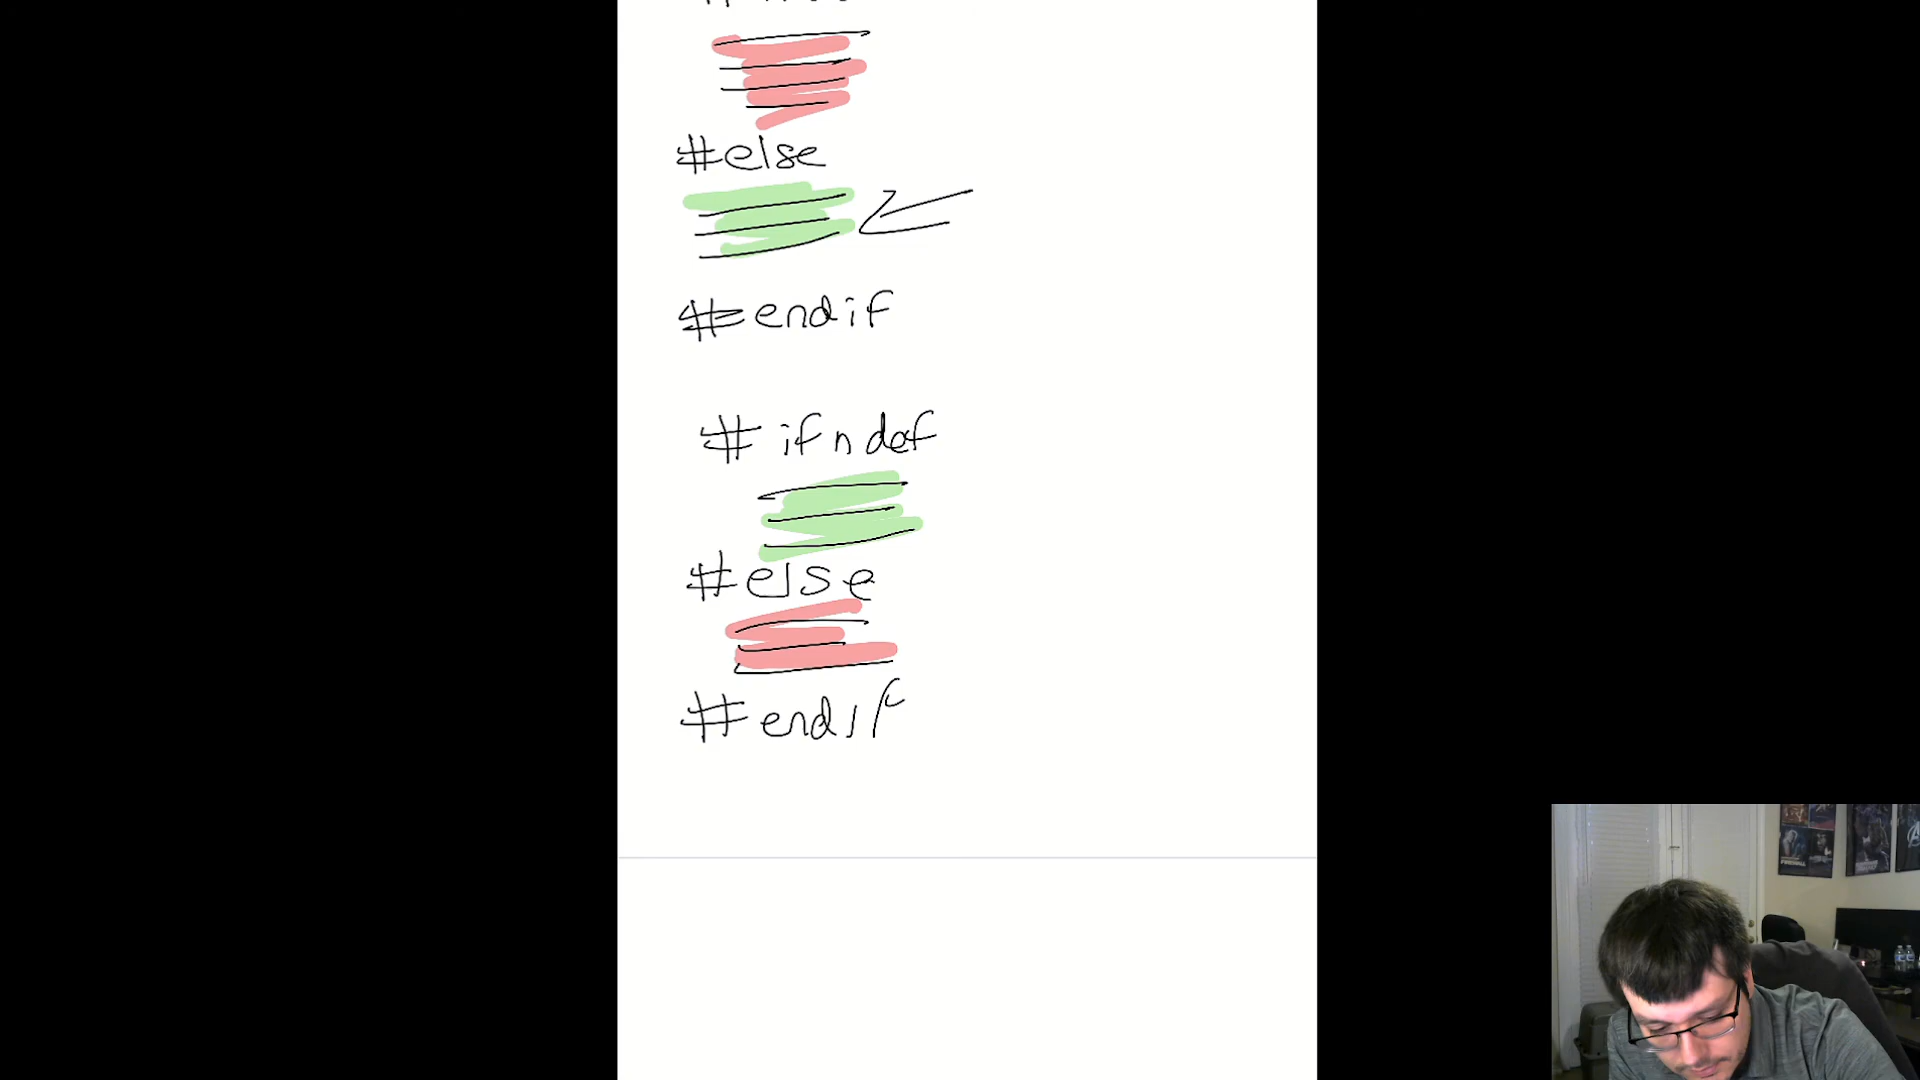 #else
#endif
# ifndef
#else
#endif